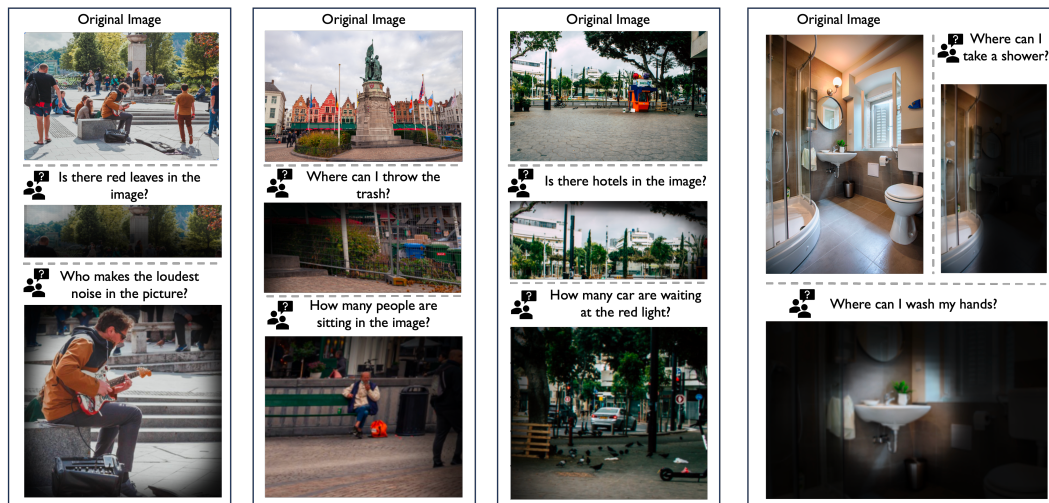 Original Image
Is there red leaves in the
image?
Who makes the loudest
noise in the picture?
Original Image
Where can I throw the
trash?
How many people are
sitting in the image?
Original Image
Is there hotels in the image?
How many car are waiting
at the red light?
Original Image
Where can I
take a shower?
Where can I wash my hands?